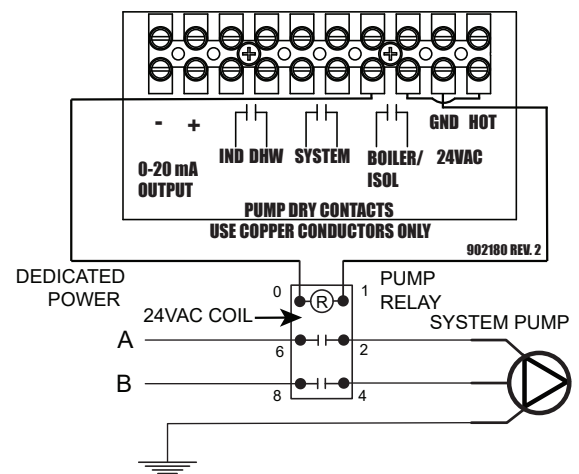 - +
GND HOT
IND DHW SYSTEM BOILER/ ISOL 24VAC
0-20 mA
OUTPUT
PUMP DRY CONTACTS
USE COPPER CONDUCTORS ONLY
902180 REV. 2
DEDICATED
POWER
0
R
1
PUMP
RELAY
24VAC COIL
SYSTEM PUMP
A
6
2
B
8
4